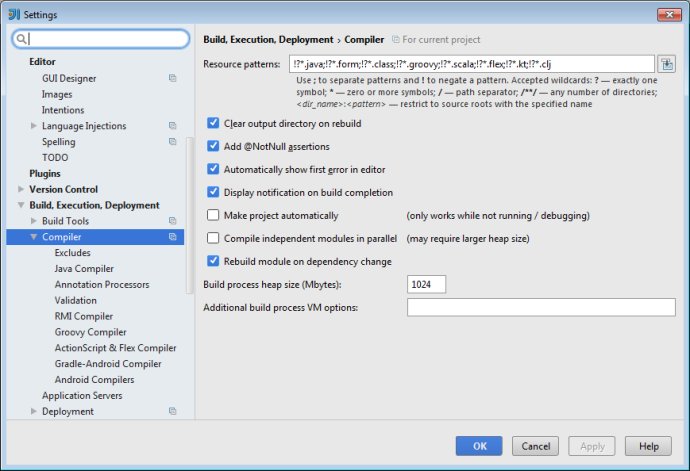 Settings
Editor
GUI Designer
Images
Intentions
Language Injections
Spelling
TODO
Plugins
Version Control
Build, Execution, Deployment
Build Tools
Compiler
Excludes
Java Compiler
Annotation Processors
Validation
RMI Compiler
Groovy Compiler
ActionScript & Flex Compiler
Gradle-Android Compiler
Android Compilers
Application Servers
Deployment
Build, Execution, Deployment › Compiler For current project
Resource patterns: !?*.java;!?*.form;!?*.class;!?*.groovy;!?*.scala;!?*.flex;!?*.kt;!?*.clj
Use ; to separate patterns and ! to negate a pattern. Accepted wildcards: ? — exactly one
symbol; * — zero or more symbols; / — path separator; /**/ — any number of directories;
<dir_name>:<pattern> — restrict to source roots with the specified name
Clear output directory on rebuild
Add @NotNull assertions
Automatically show first error in editor
Display notification on build completion
Make project automatically (only works while not running / debugging)
Compile independent modules in parallel (may require larger heap size)
Rebuild module on dependency change
Build process heap size (Mbytes): 1024
Additional build process VM options:
OK Cancel Apply Help